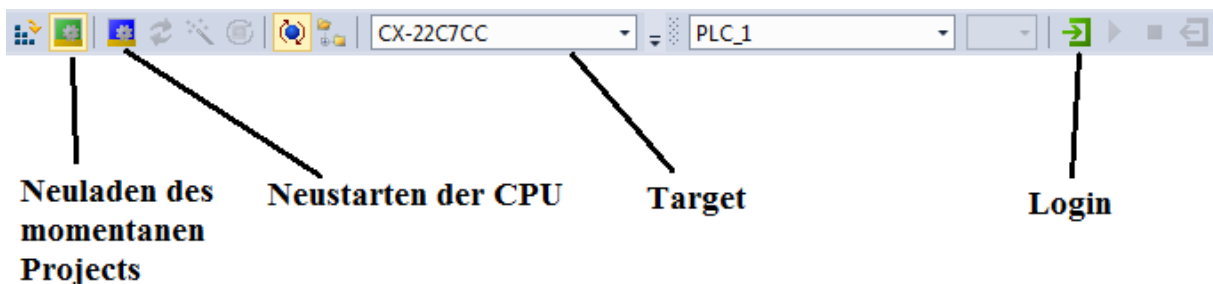 CX-22C7CC
PLC_1
Neuladen des
momentanen
Projects
Neustarten der CPU
Target
Login